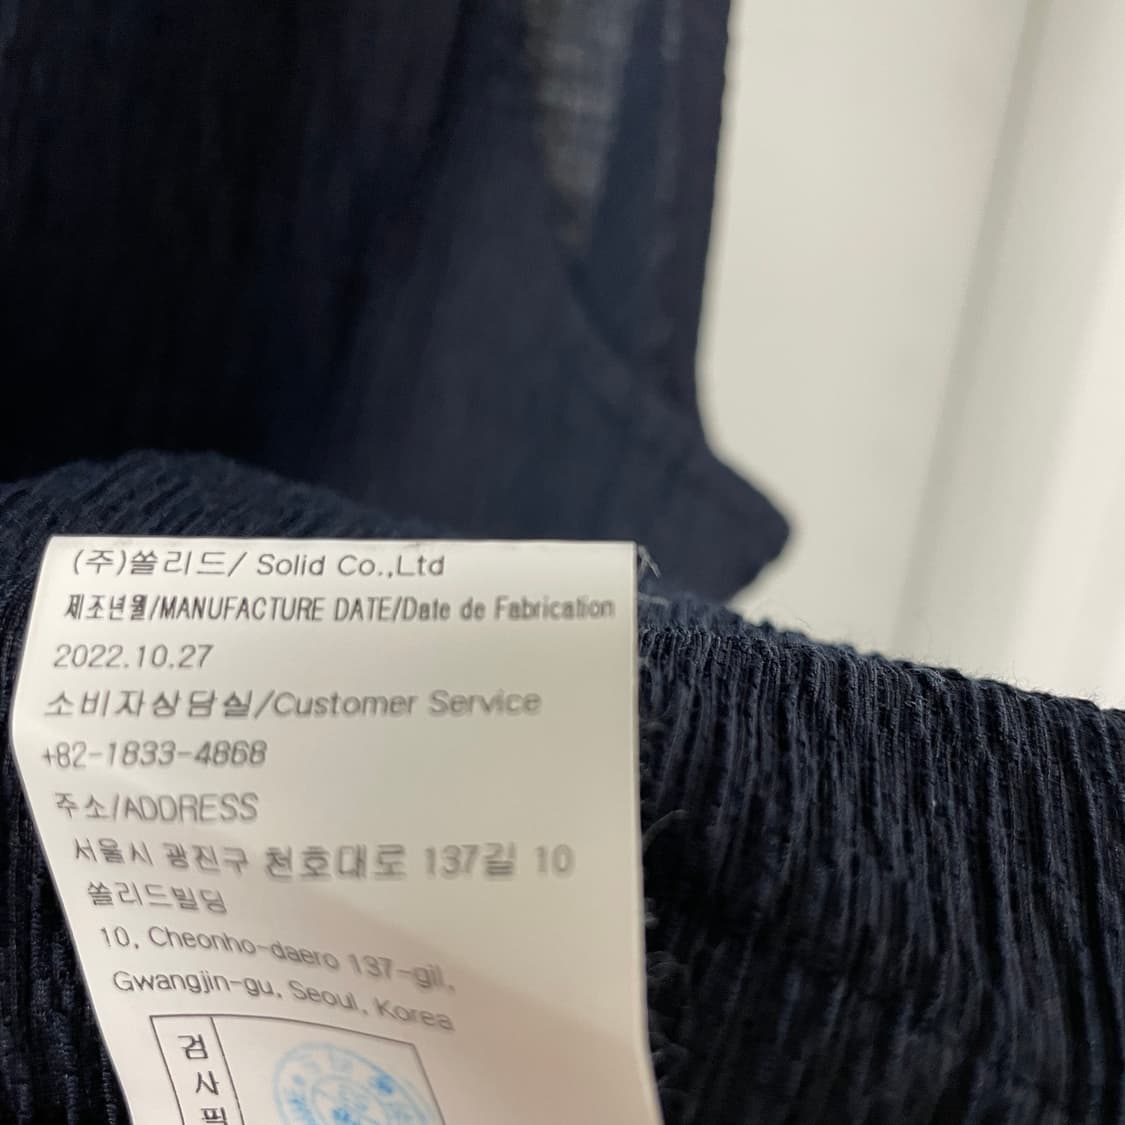 (주)쏠리드/ Solid Co.,Ltd
제조년월/MANUFACTURE DATE/Date de Fabrication
2022.10.27
소비자상담실/Customer Service
+82-1833-4868
주소/ADDRESS
서울시 광진구 천호대로 137길 10
쏠리드빌딩
10, Cheonho-daero 137-gil,
Gwangjin-gu, Seoul, Korea
검
사
필